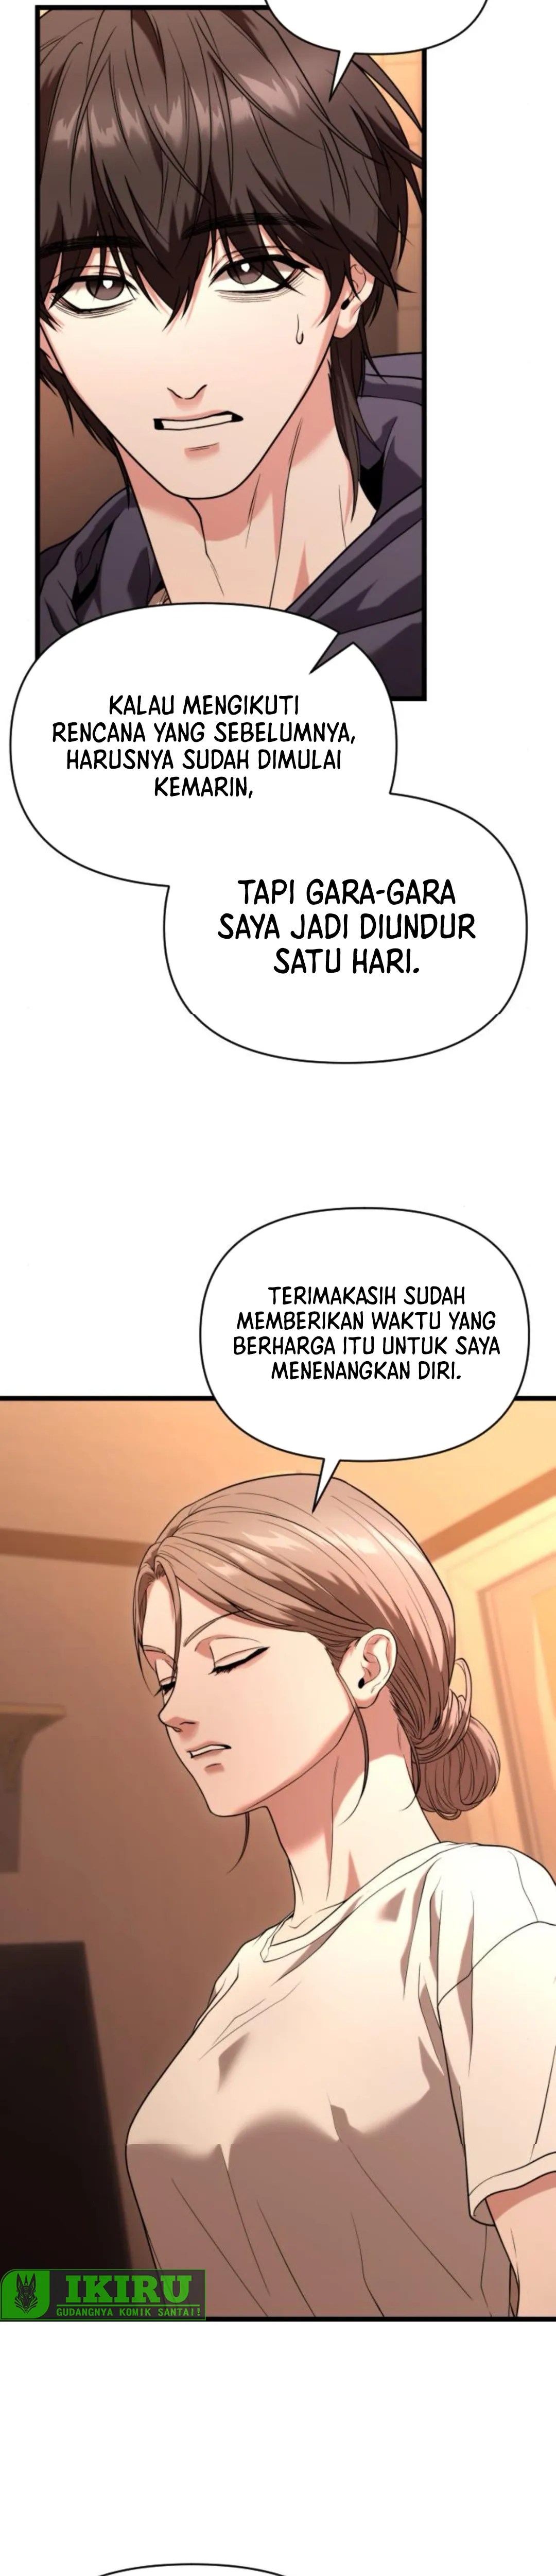 KALAU MENGIKUTI
RENCANA YANG SEBELUMNYA,
HARUSNYA SUDAH DIMULAI
KEMARIN,
TAPI GARA-GARA
SAYA JADI DIUNDUR
SATU HARI.
TERIMAKASIH SUDAH
MEMBERIKAN WAKTU YANG
BERHARGA ITU UNTUK SAYA
MENENANGKAN DIRI.
IKIRU
GUDANGNYA KOMIK SANTAI!